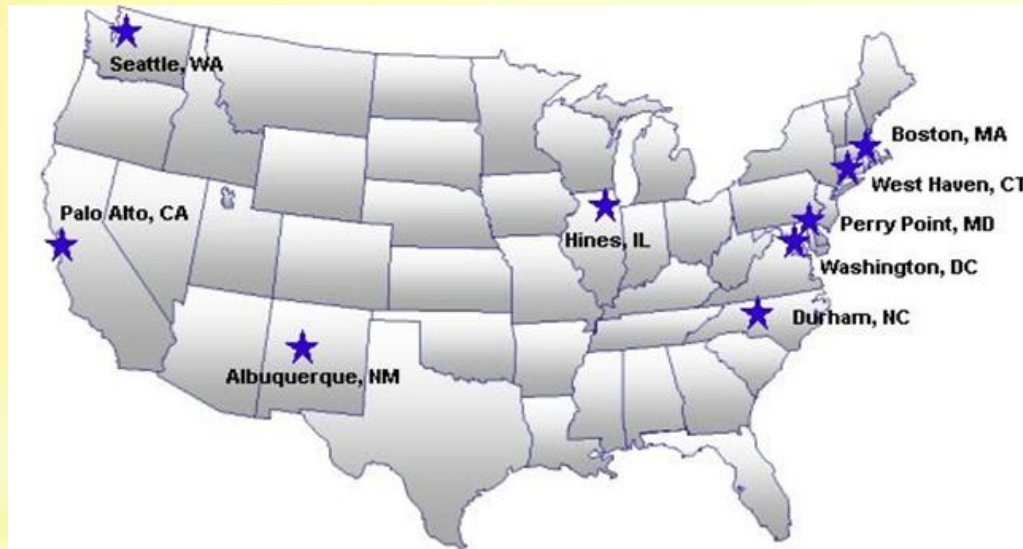 Seattle, WA
Boston, MA
West Haven, CT
Palo Alto, CA
Perry Point, MD
Hines, IL
Washington, DC
Durham, NC
Albuquerque, NM